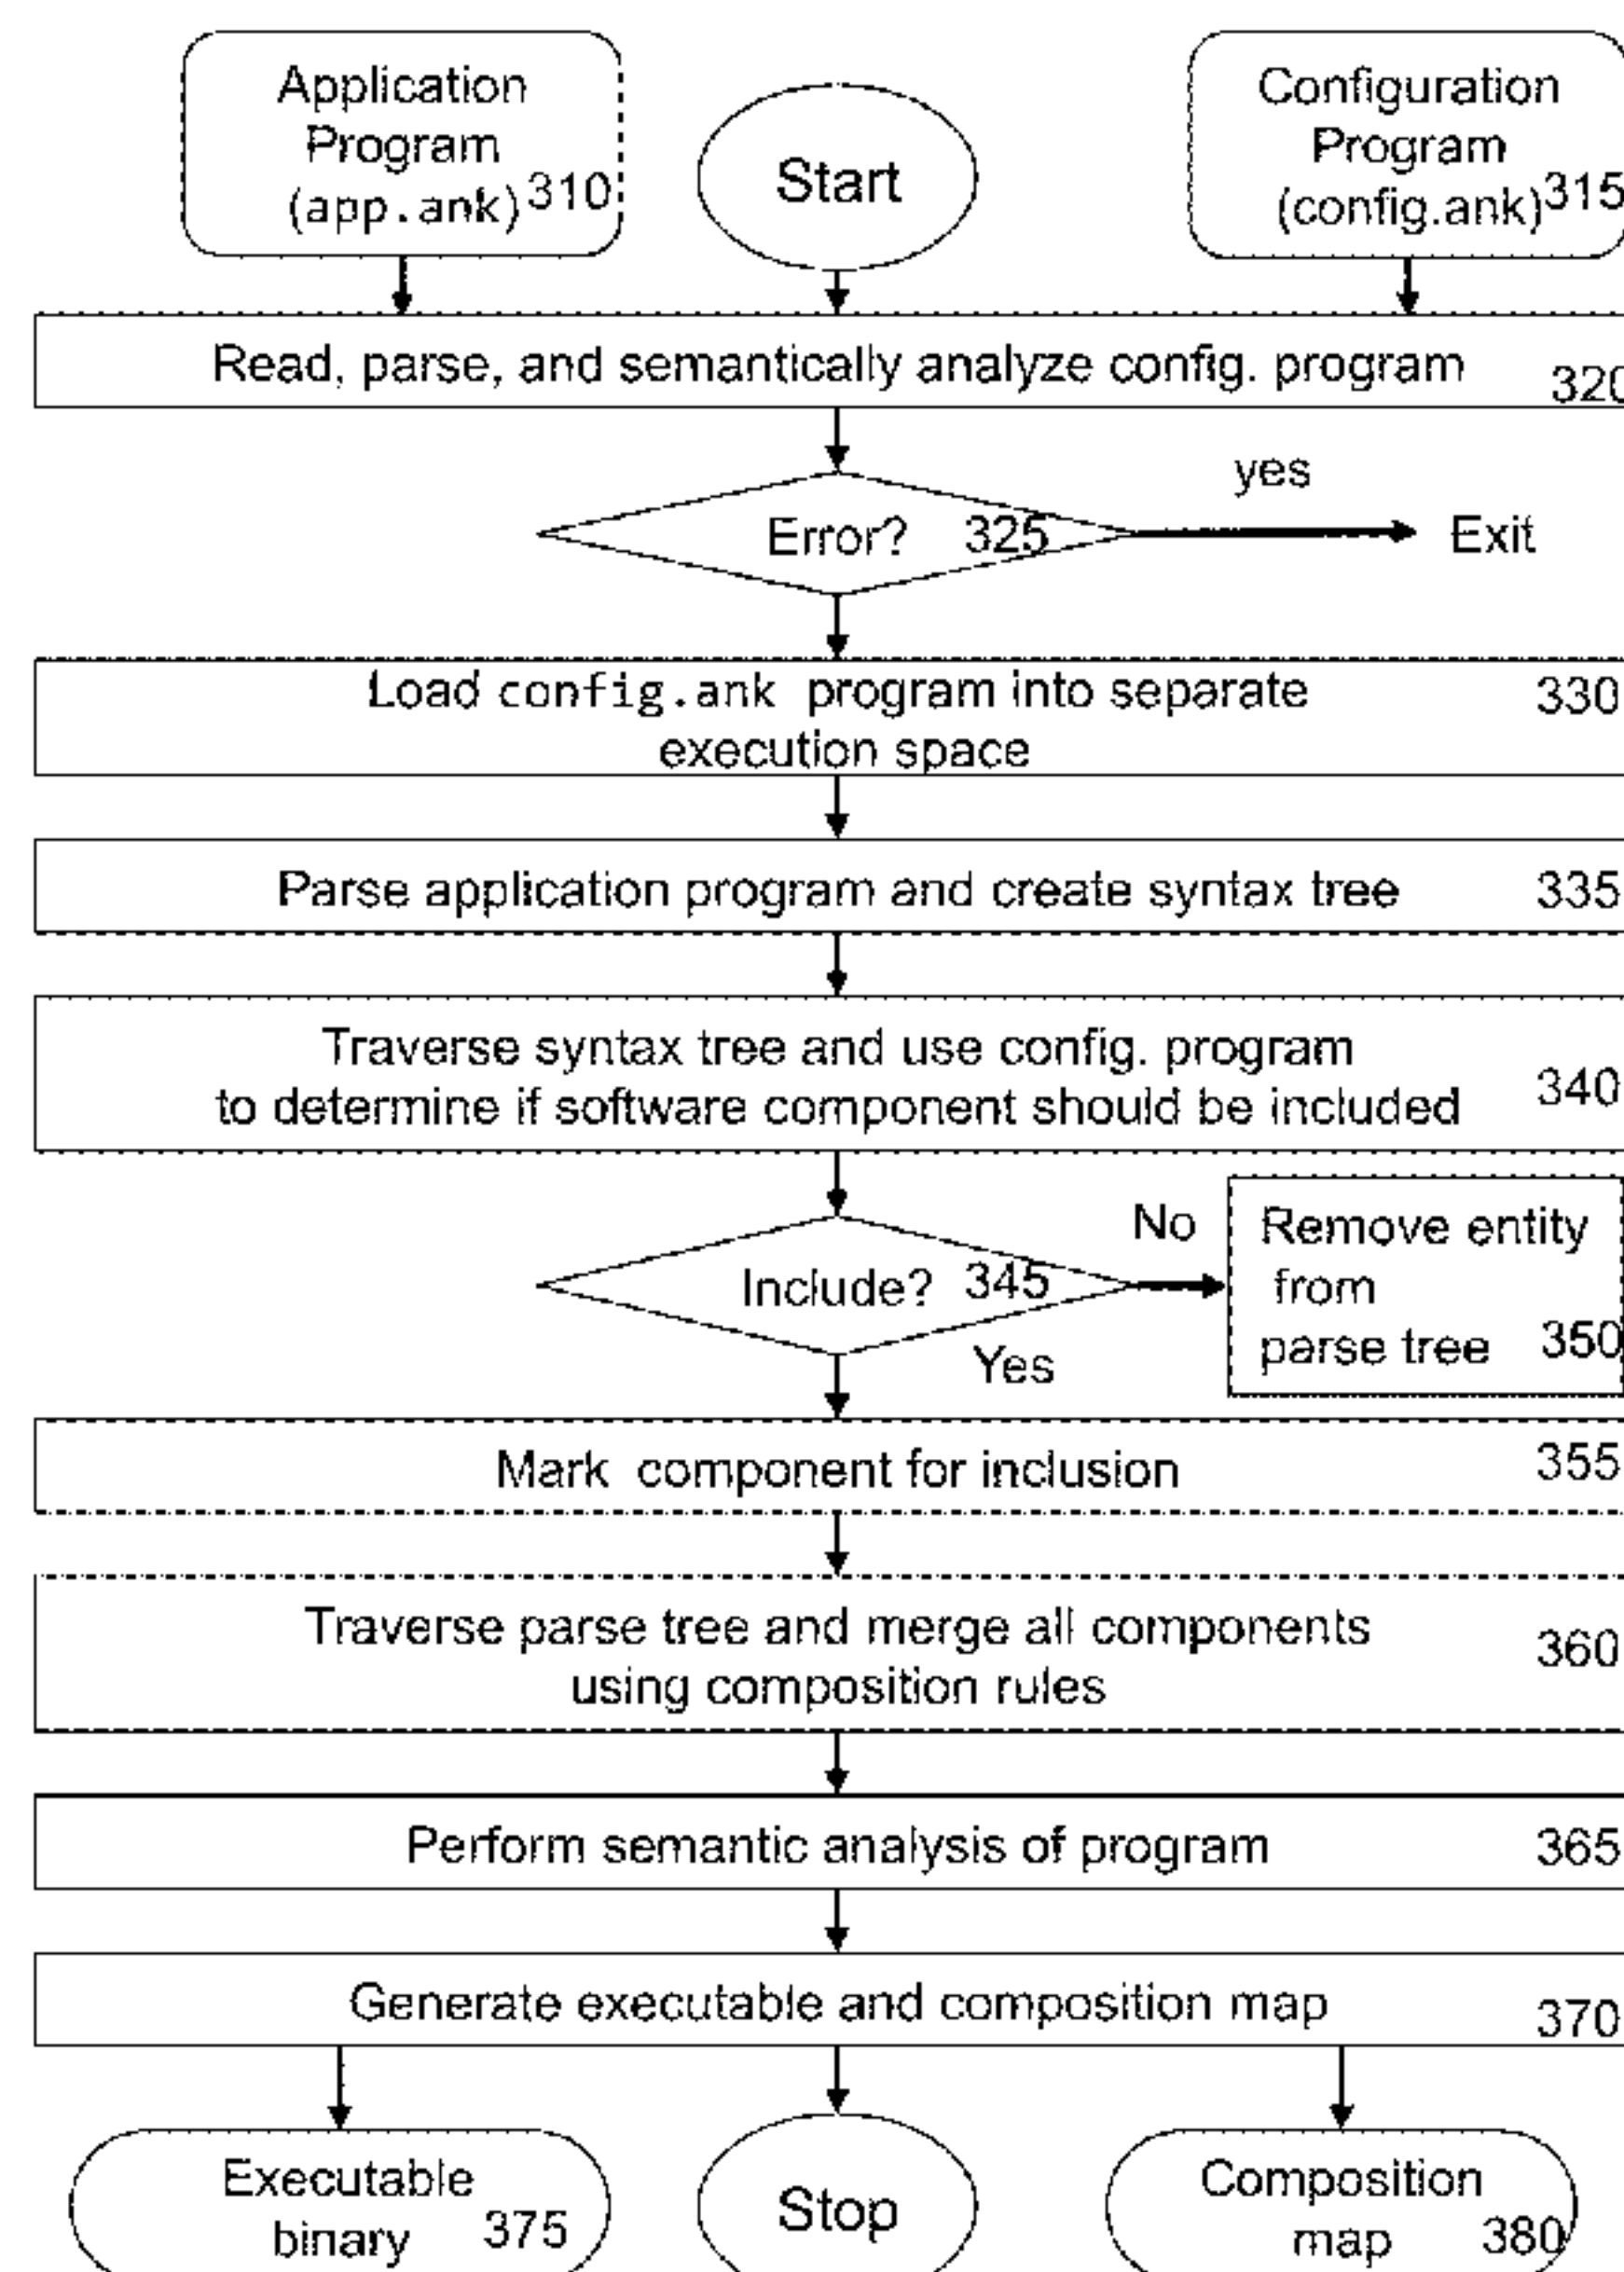 Application
Program
(app.ank) 310
Start
Configuration
Program
(config.ank) 315
Read, parse, and semantically analyze config. program 320
yes
Error? 325
Exit
Load config.ank program into separate 330
execution space
Parse application program and create syntax tree 335
Traverse syntax tree and use config. program
to determine if software component should be included 340
No
Remove entity
from
parse tree 350
Include? 345
Yes
Mark component for inclusion 355
Traverse parse tree and merge all components 360
using composition rules
Perform semantic analysis of program 365
Generate executable and composition map 370
Executable
binary 375
Stop
Composition
map 380